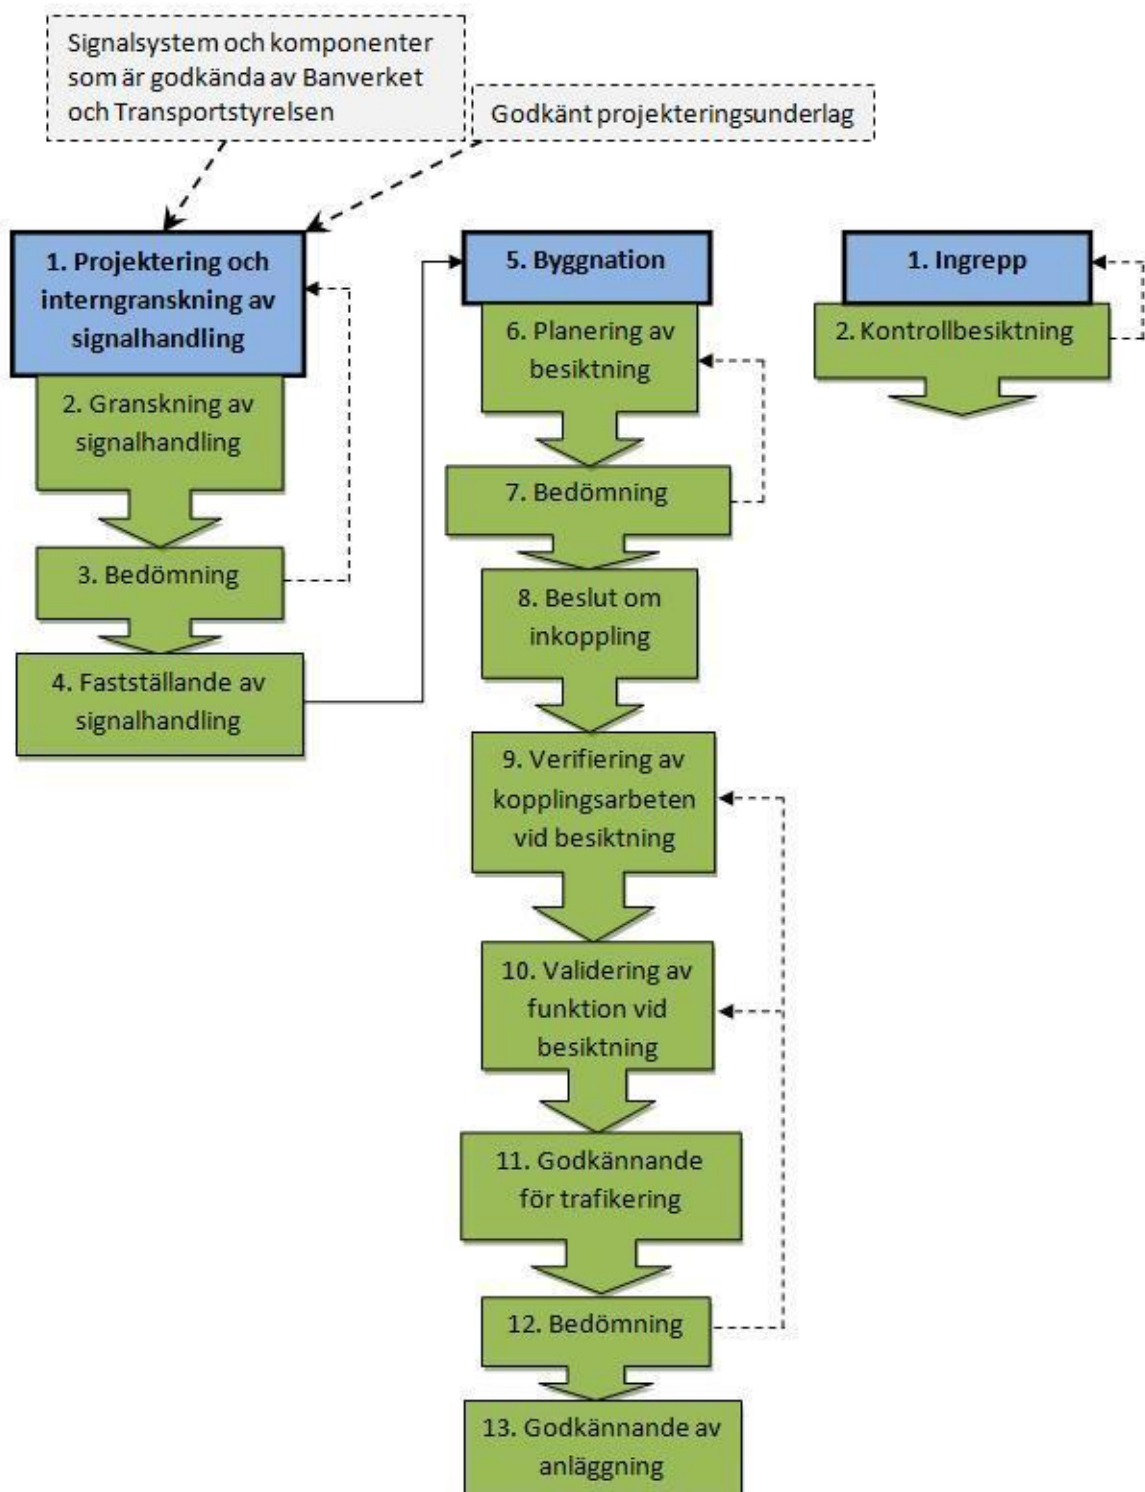 Signalsystem och komponenter
som är godkända av Banverket
och Transportstyrelsen
Godkänt projekteringsunderlag
1. Projektering och
interngranskning av
signalhandling
2. Granskning av
signalhandling
3. Bedömning
4. Fastställande av
signalhandling
5. Byggnation
6. Planering av
besiktning
7. Bedömning
8. Beslut om
inkoppling
9. Verifiering av
kopplingsarbeten
vid besiktning
10. Validering av
funktion vid
besiktning
11. Godkännande
för trafikering
12. Bedömning
13. Godkännande av
anläggning
1. Ingrepp
2. Kontrollbesiktning